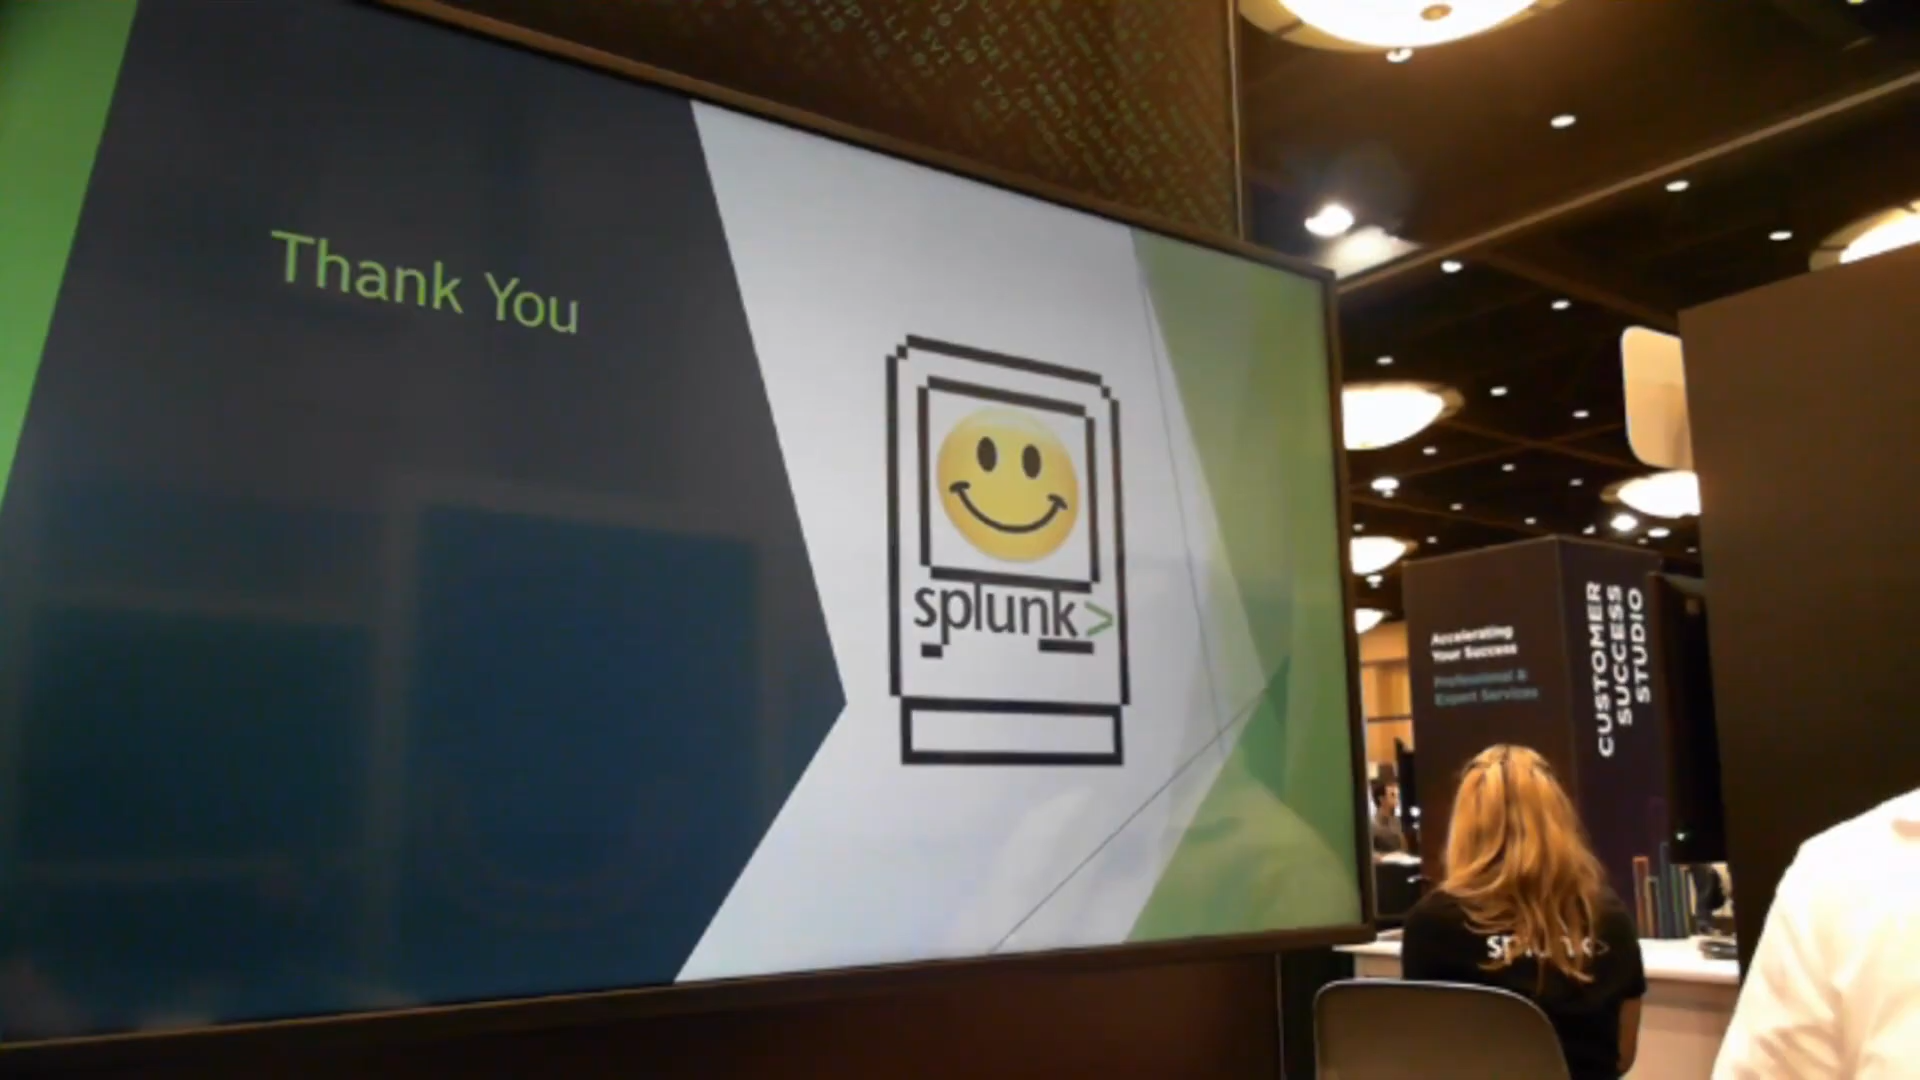 Thank You
splunk>
Accelerating
Your Success
Professional &
Expert Services
CUSTOMER
SUCCESS
STUDIO
splunk>